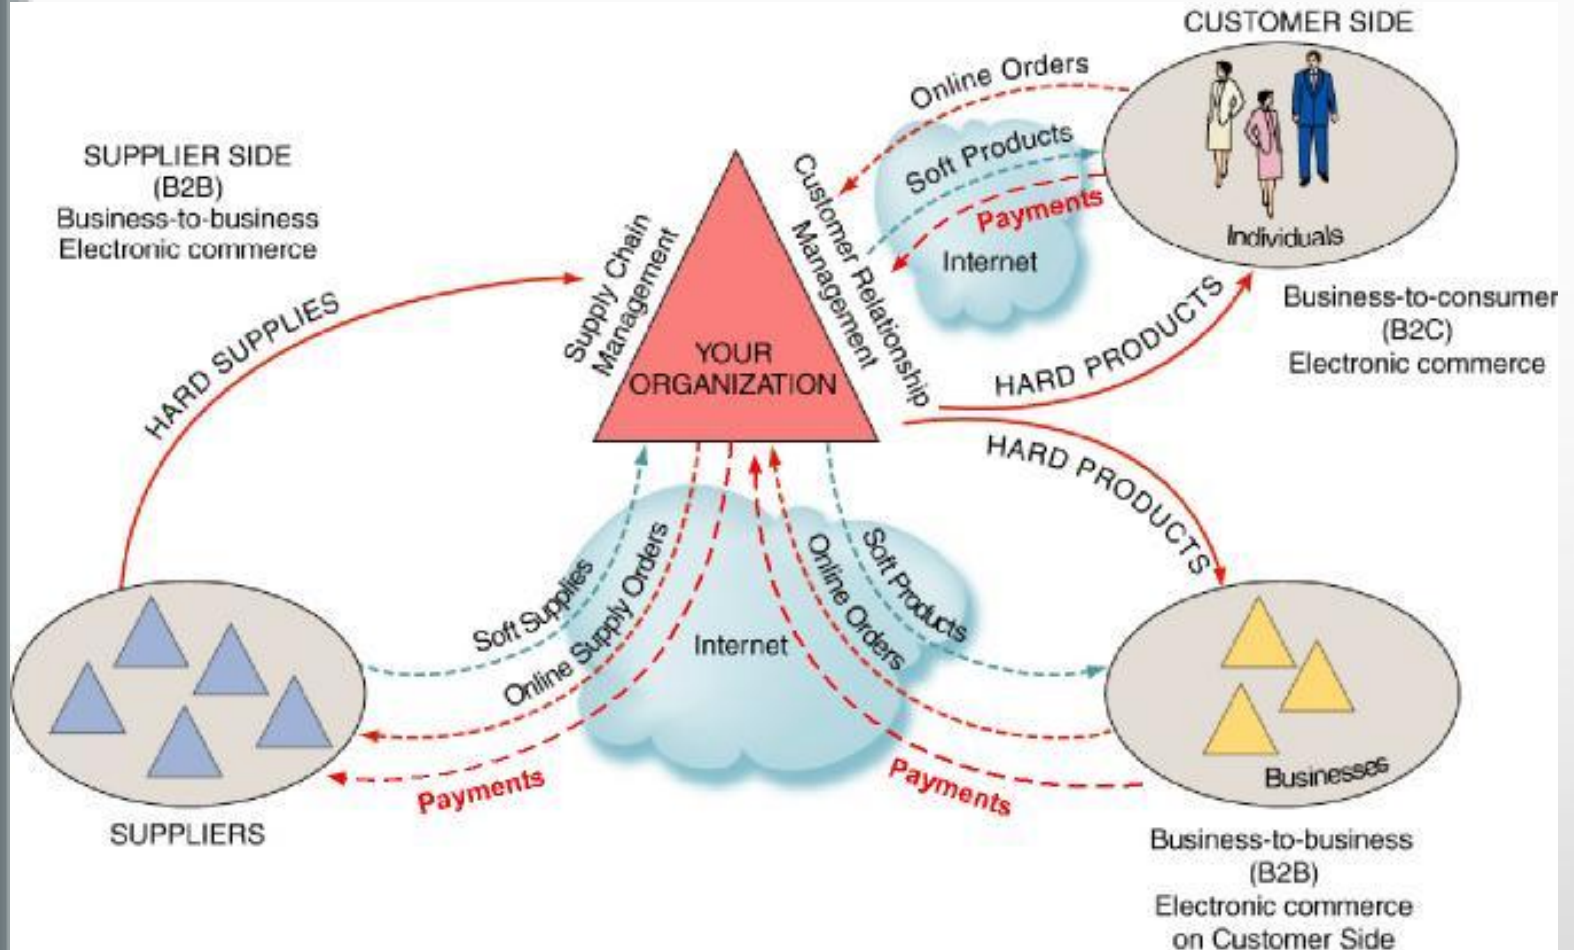 CUSTOMER SIDE
Online Orders
Soft Products
Payments
Internet
Individuals
SUPPLIER SIDE
(B2B)
Business-to-business
Electronic commerce
Supply Chain
Management
Customer Relationship
Management
YOUR
ORGANIZATION
HARD SUPPLIES
HARD PRODUCTS
Business-to-consumer
(B2C)
Electronic commerce
HARD PRODUCTS
Soft Supplies
Online Supply Orders
Payments
Internet
Online Orders
Soft Products
Payments
Businesses
SUPPLIERS
Business-to-business
(B2B)
Electronic commerce
on Customer Side